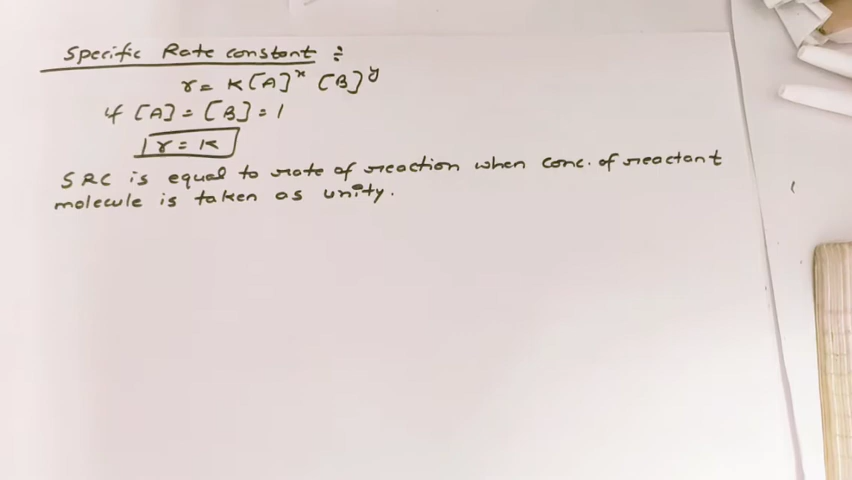 Specific Rate constant :-
r = K [A]^x [B]^y
if [A] = [B] = 1
r = K
SRC is equal to rate of reaction when conc. of reactant
molecule is taken as unity.